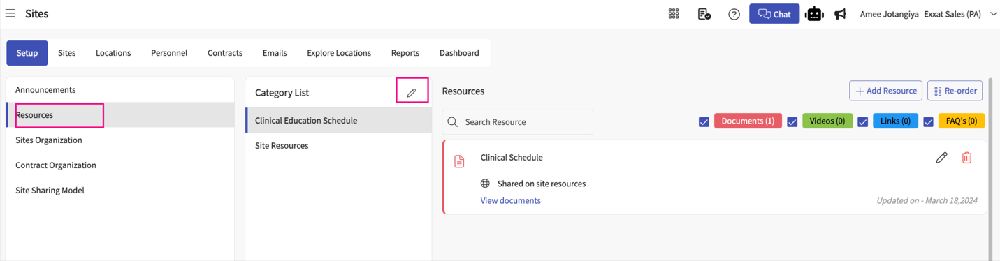 Sites
Chat
Amee Jotangiya Exxat Sales (PA)
Setup
Sites
Locations
Personnel
Contracts
Emails
Explore Locations
Reports
Dashboard
Announcements
Resources
Sites Organization
Contract Organization
Site Sharing Model
Category List
Clinical Education Schedule
Site Resources
Resources
+ Add Resource
Re-order
Search Resource
Documents (1)
Videos (0)
Links (0)
FAQ's (0)
Clinical Schedule
Shared on site resources
View documents
Updated on - March 18,2024